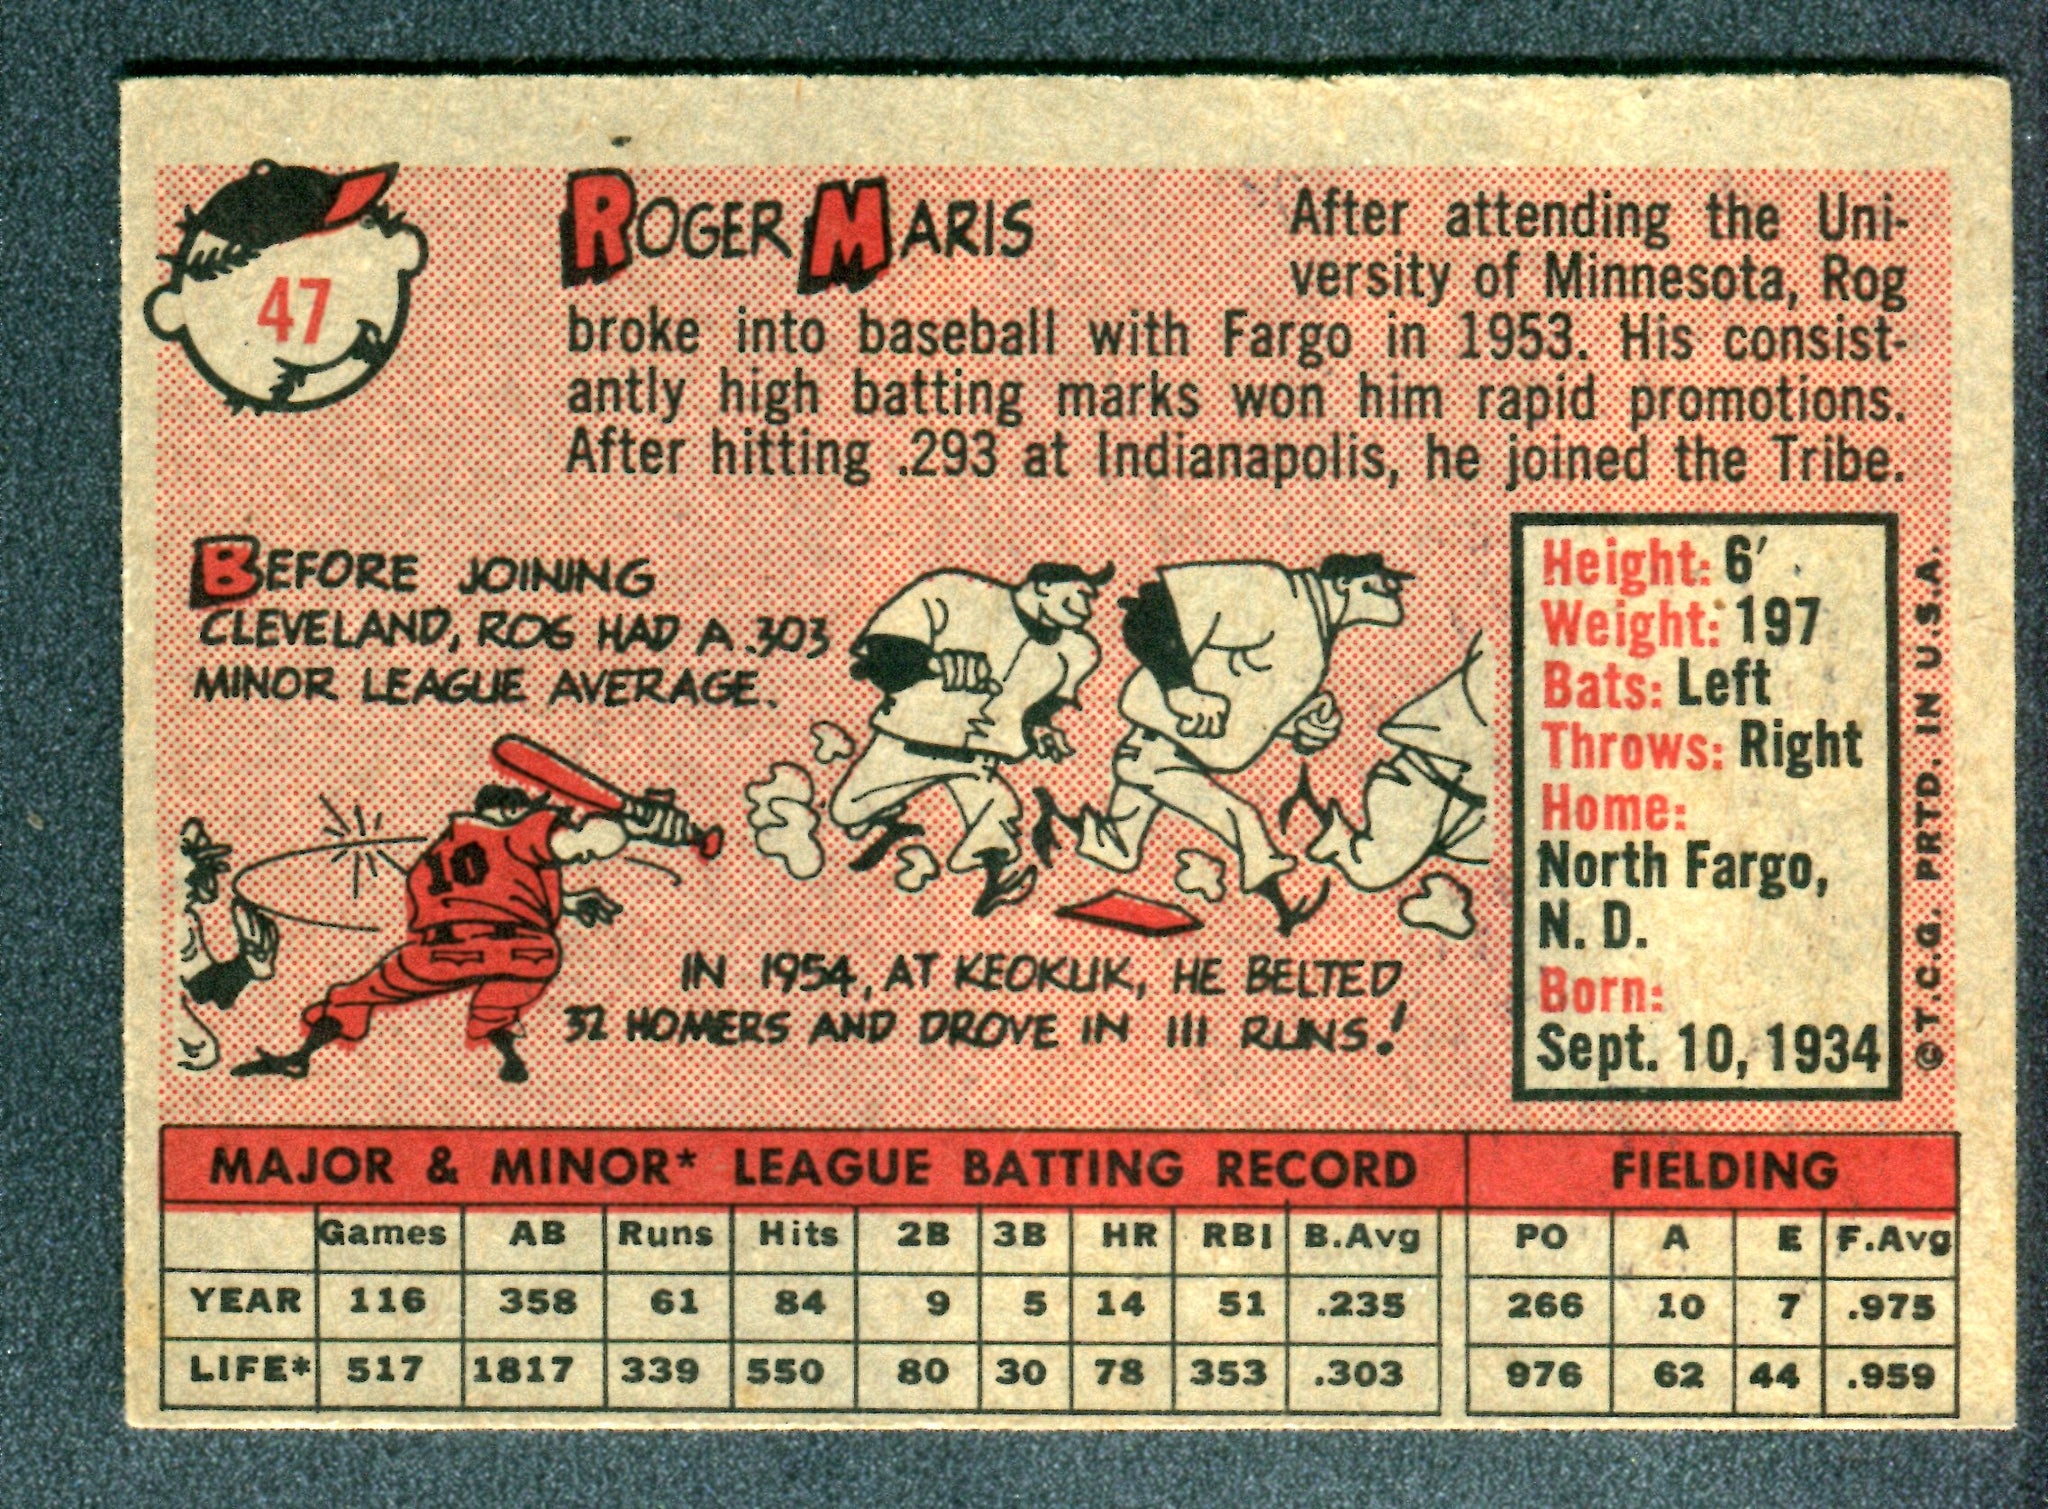 47
ROGER MARIS
After attending the Uni-
versity of Minnesota, Rog
broke into baseball with Fargo in 1953. His consist-
antly high batting marks won him rapid promotions.
After hitting .293 at Indianapolis, he joined the Tribe.
BEFORE JOINING
CLEVELAND, ROG HAD A .303
MINOR LEAGUE AVERAGE.
10
IN 1954, AT KEOKUK, HE BELTED
32 HOMERS AND DROVE IN 111 RUNS!
Height: 6'
Weight: 197
Bats: Left
Throws: Right
Home:
North Fargo,
N. D.
Born:
Sept. 10, 1934
© T.C.G. PRTD. IN U.S.A.
MAJOR & MINOR* LEAGUE BATTING RECORD FIELDING
Games AB Runs Hits 2B 3B HR RBI B.Avg PO A E F.Avg
YEAR 116 358 61 84 9 5 14 51 .235 266 10 7 .975
LIFE* 517 1817 339 550 80 30 78 353 .303 976 62 44 .959